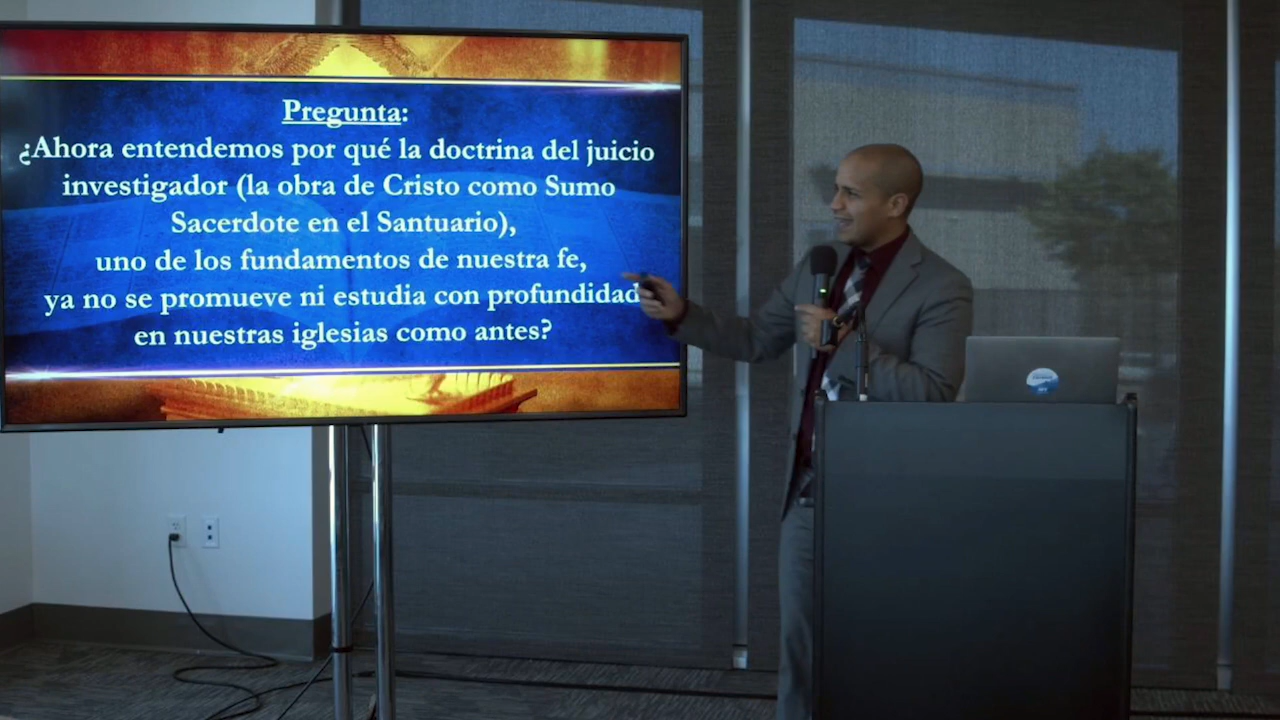 Pregunta:
¿Ahora entendemos por qué la doctrina del juicio
investigador (la obra de Cristo como Sumo
Sacerdote en el Santuario),
uno de los fundamentos de nuestra fe,
ya no se promueve ni estudia con profundidad
en nuestras iglesias como antes?